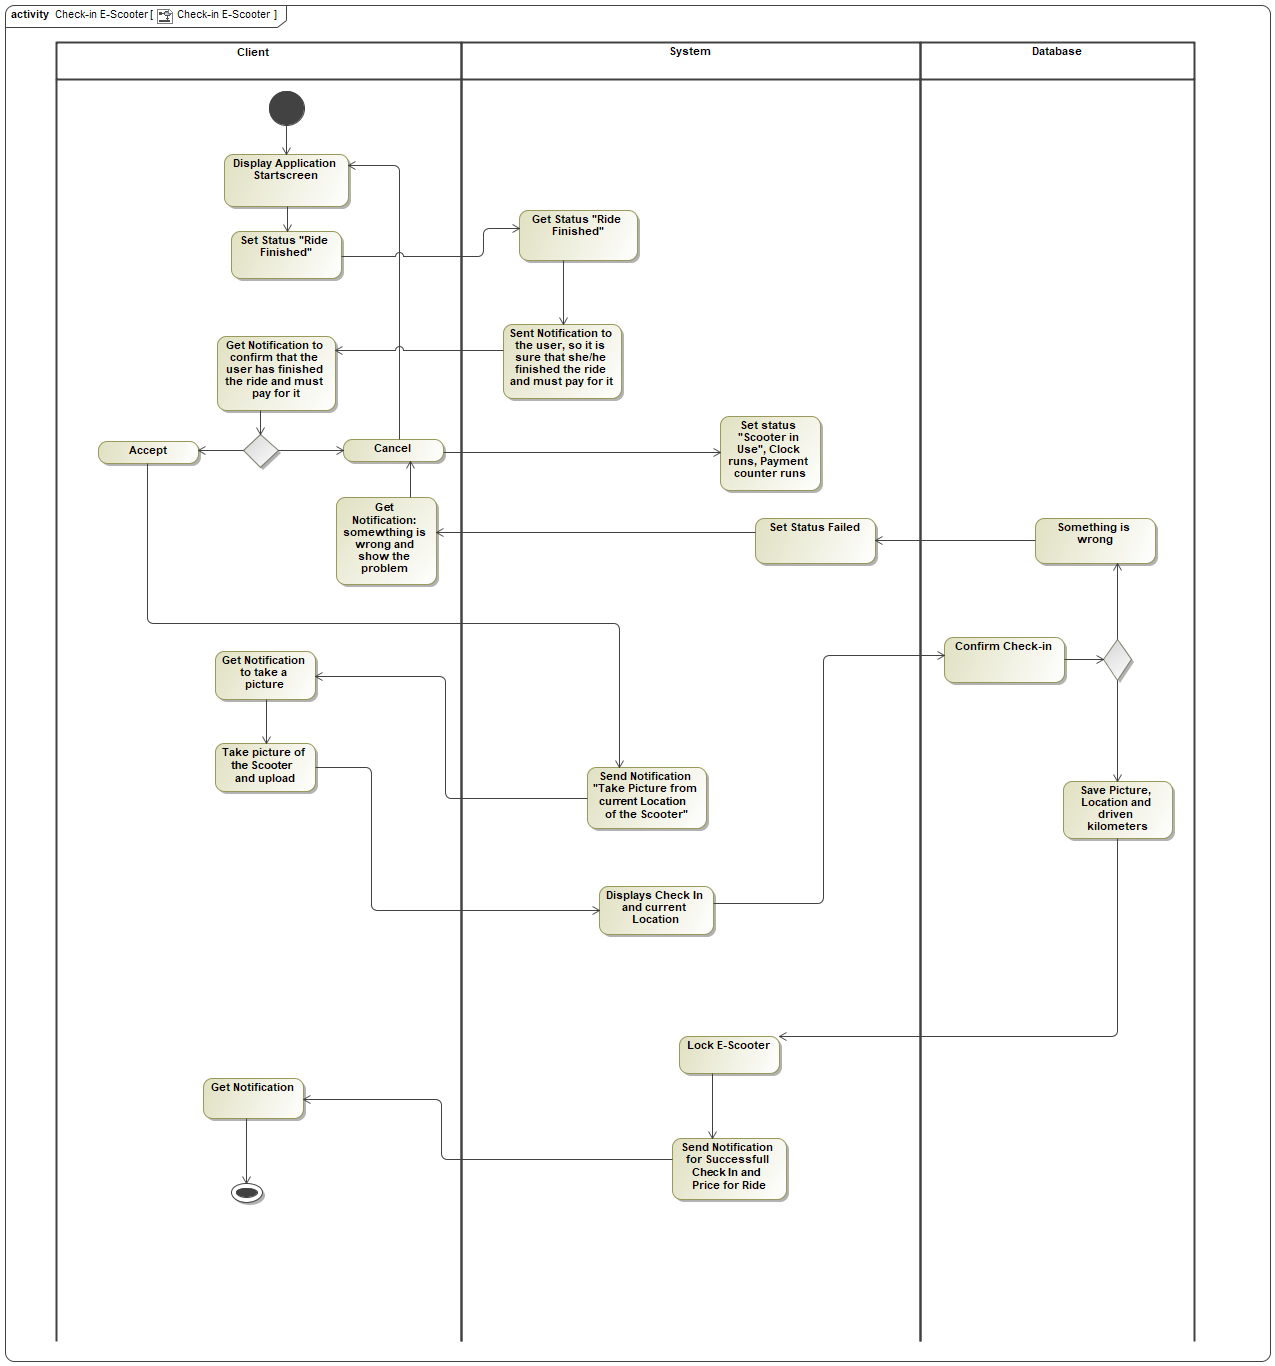 activity Check-in E-Scooter [ Check-in E-Scooter ]
Client
System
Database
Display Application
Startscreen
Set Status "Ride
Finished"
Get Status "Ride
Finished"
Sent Notification to
the user, so it is
sure that she/he
finished the ride
and must pay for it
Get Notification to
confirm that the
user has finished
the ride and must
pay for it
Accept
Cancel
Set status
"Scooter in
Use", Clock
runs, Payment
counter runs
Get
Notification:
somewthing is
wrong and
show the
problem
Set Status Failed
Something is
wrong
Confirm Check-in
Get Notification
to take a
picture
Take picture of
the Scooter
and upload
Send Notification
"Take Picture from
current Location
of the Scooter"
Save Picture,
Location and
driven
kilometers
Displays Check In
and current
Location
Lock E-Scooter
Get Notification
Send Notification
for Successfull
Check In and
Price for Ride